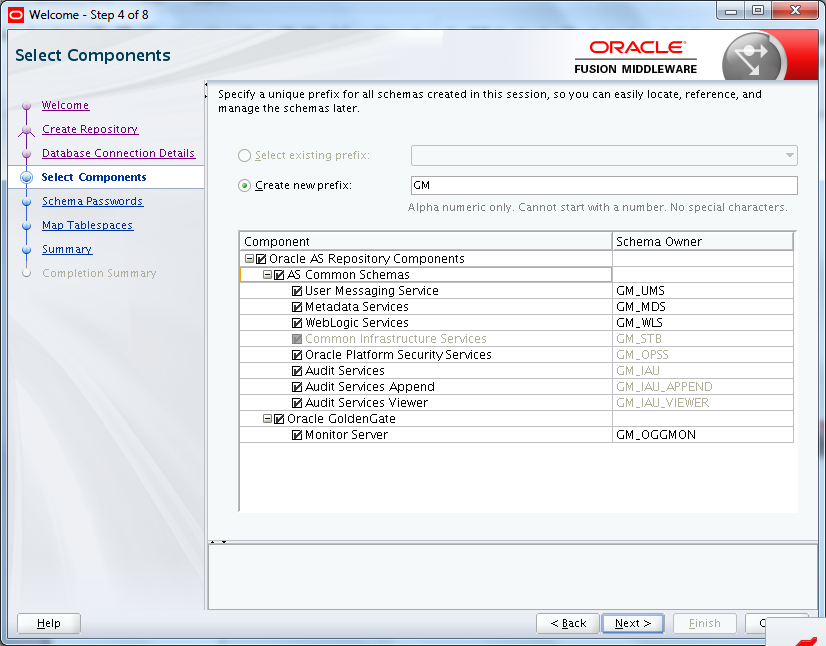 Welcome - Step 4 of 8
Select Components
ORACLE
FUSION MIDDLEWARE
Welcome
Create Repository
Database Connection Details
Select Components
Schema Passwords
Map Tablespaces
Summary
Completion Summary
Specify a unique prefix for all schemas created in this session, so you can easily locate, reference, and
manage the schemas later.
Select existing prefix:
Create new prefix: GM
Alpha numeric only. Cannot start with a number. No special characters.
Component Schema Owner
Oracle AS Repository Components
AS Common Schemas
User Messaging Service GM_UMS
Metadata Services GM_MDS
WebLogic Services GM_WLS
Common Infrastructure Services GM_STB
Oracle Platform Security Services GM_OPSS
Audit Services GM_IAU
Audit Services Append GM_IAU_APPEND
Audit Services Viewer GM_IAU_VIEWER
Oracle GoldenGate
Monitor Server GM_OGGMON
Help < Back Next > Finish